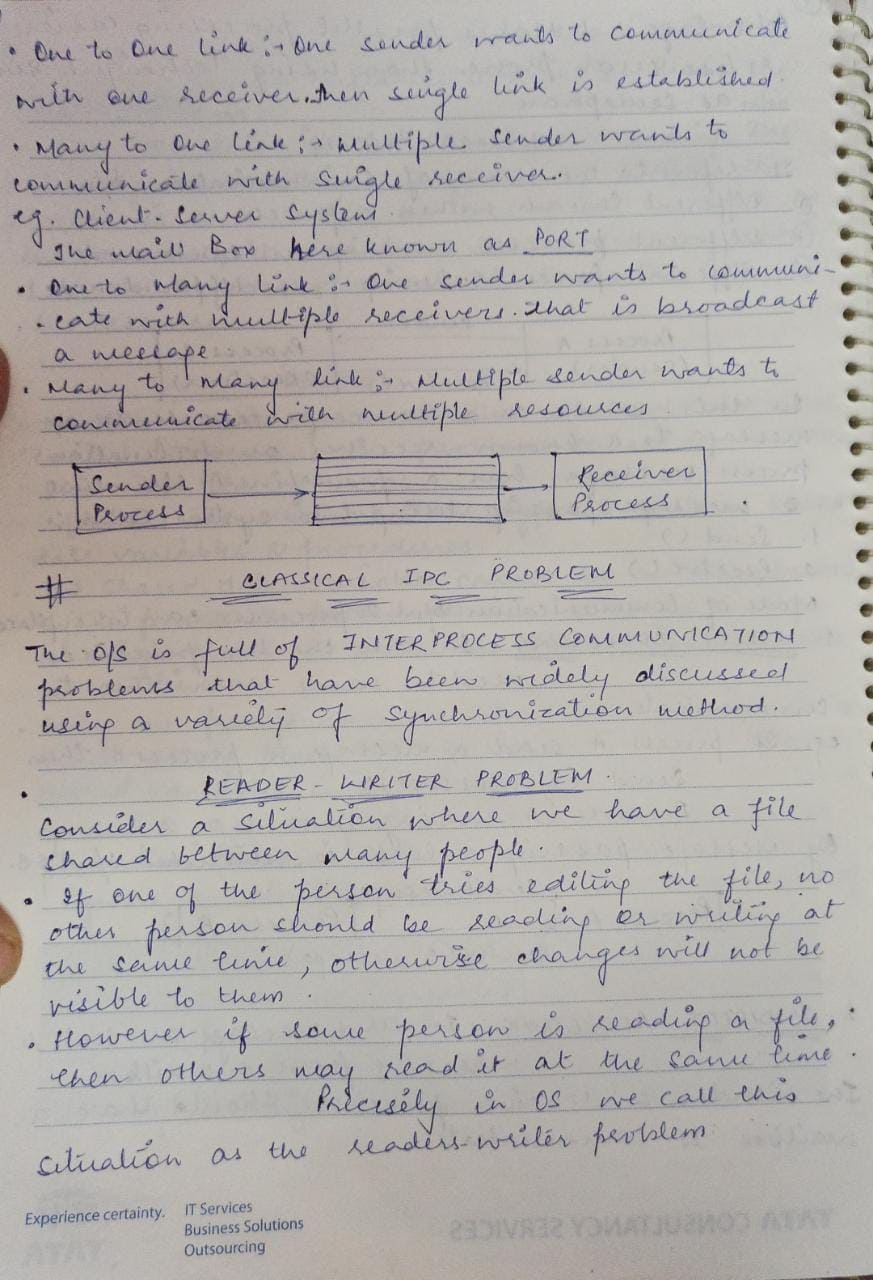 • One to One link :→ One sender wants to communicate
with one receiver. then single link is established.
• Many to One link :→ Multiple sender wants to
communicate with single receiver.
eg. Client-Server System.
The mail Box here known as PORT
• One to Many link :→ One sender wants to communi-
-cate with multiple receivers. that is broadcast
a message
• Many to Many link :→ Multiple sender wants to
communicate with multiple resources
Sender
Process
Receiver
Process
# CLASSICAL IPC PROBLEM
The O/S is full of INTERPROCESS COMMUNICATION
problems that have been widely discussed
using a variety of synchronization method.
• READER-WRITER PROBLEM.
Consider a situation where we have a file
shared between many people.
• If one of the person tries editing the file, no
other person should be reading or writing at
the same time, otherwise changes will not be
visible to them.
• However if some person is reading a file,
then others may read it at the same time.
Precisely in OS we call this
situation as the readers-writer problem
Experience certainty. IT Services
Business Solutions
Outsourcing
TATA CONSULTANCY SERVICES
TATA